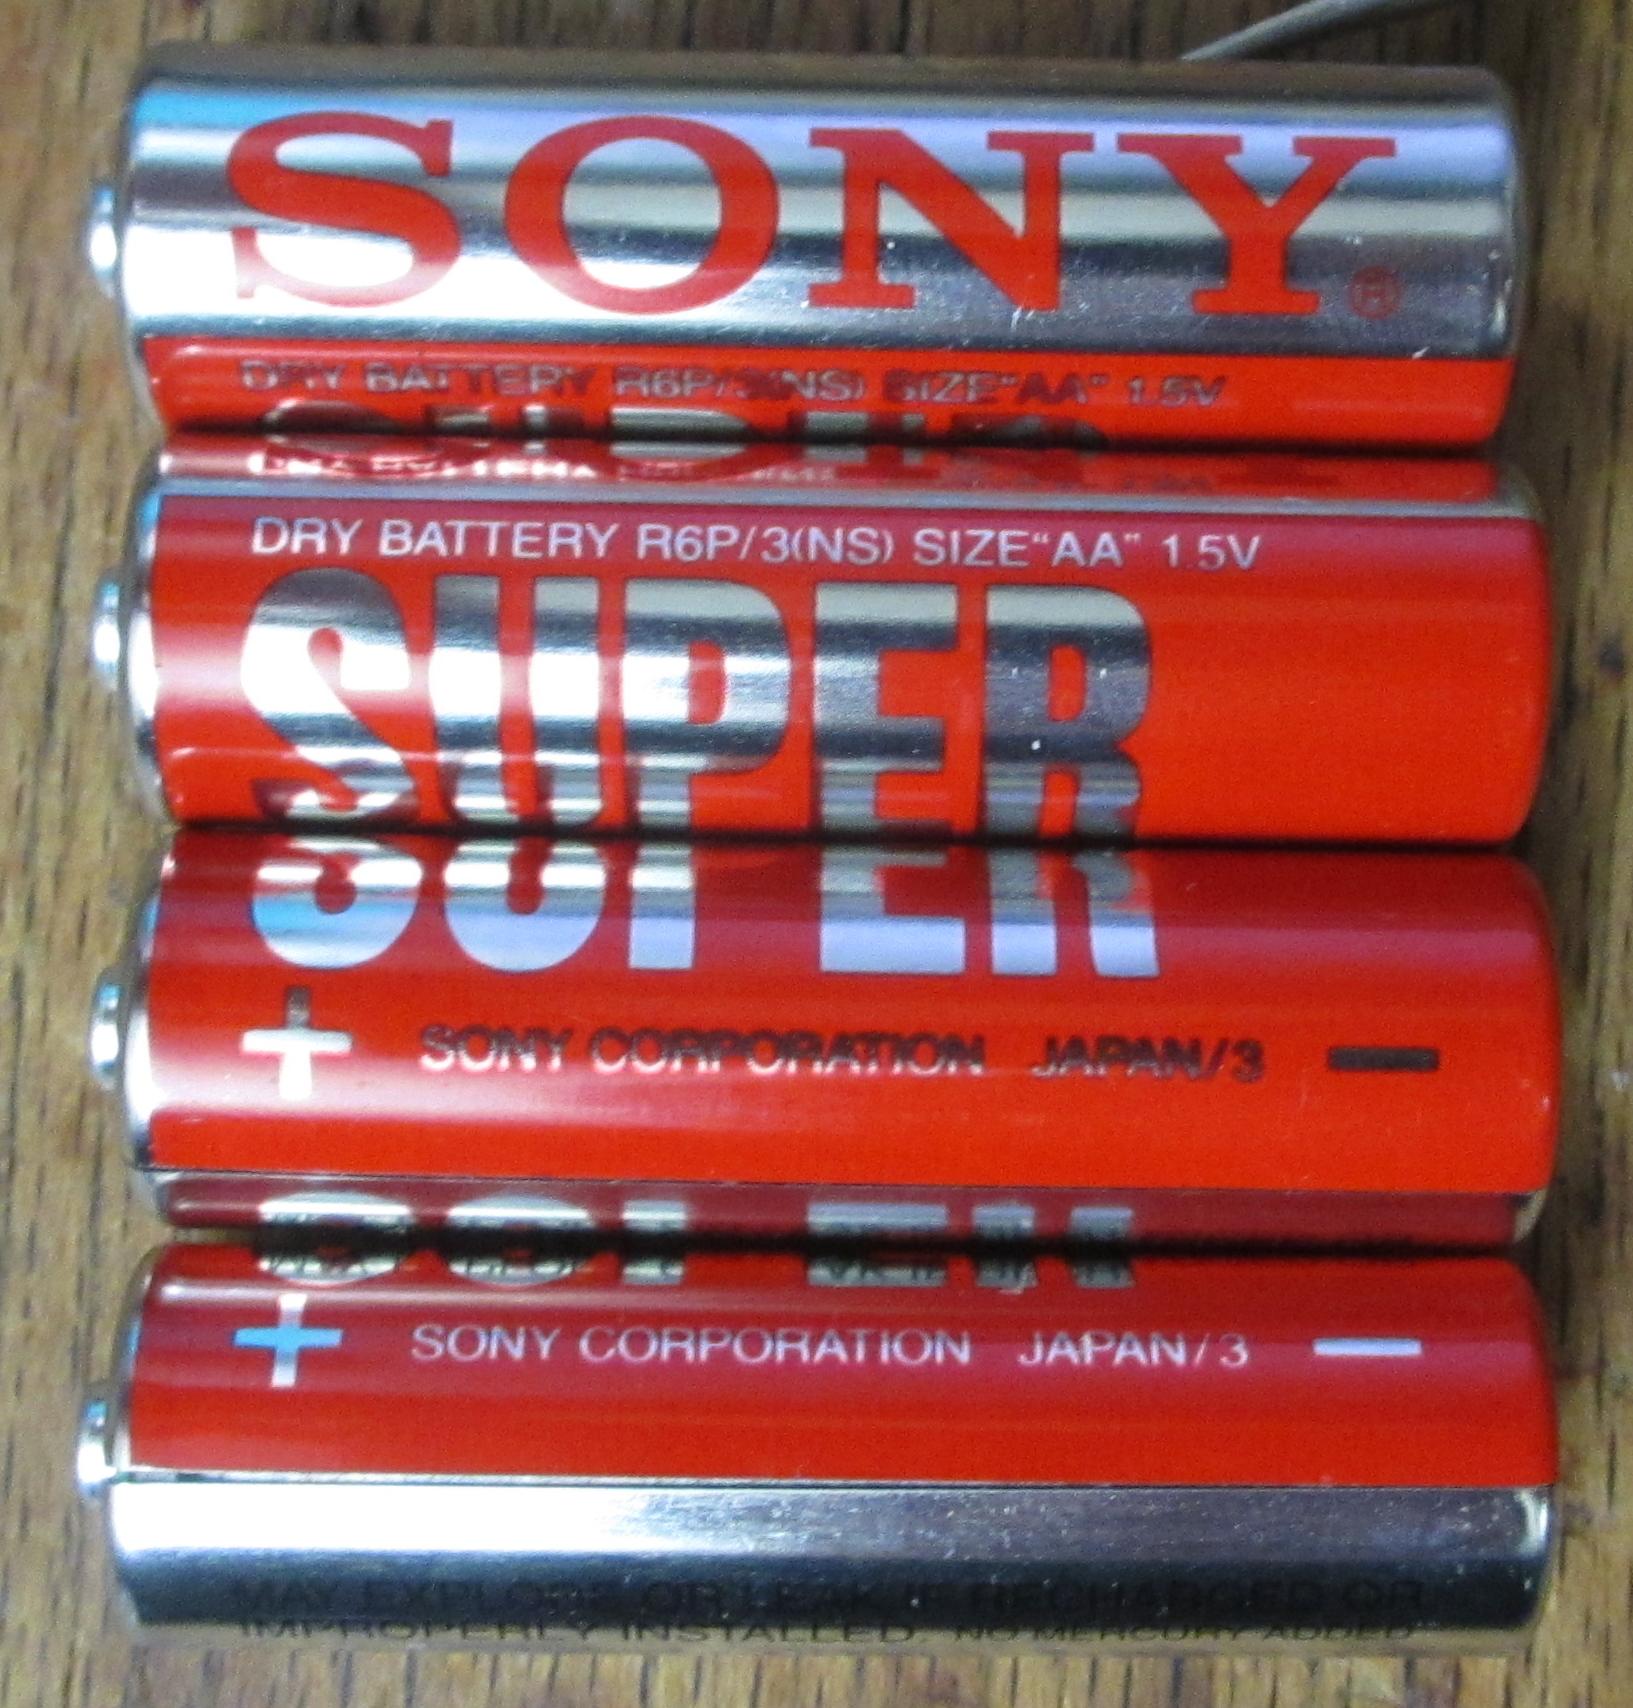 SONY®
DRY BATTERY R6P/3(NS) SIZE"AA" 1.5V
DRY BATTERY R6P/3(NS) SIZE“AA” 1.5V
SUPER
SUPER
+ SONY CORPORATION JAPAN/3 —
+ SONY CORPORATION JAPAN/3 —
MAY EXPLODE OR LEAK IF RECHARGED OR
IMPROPERLY INSTALLED. NO MERCURY ADDED